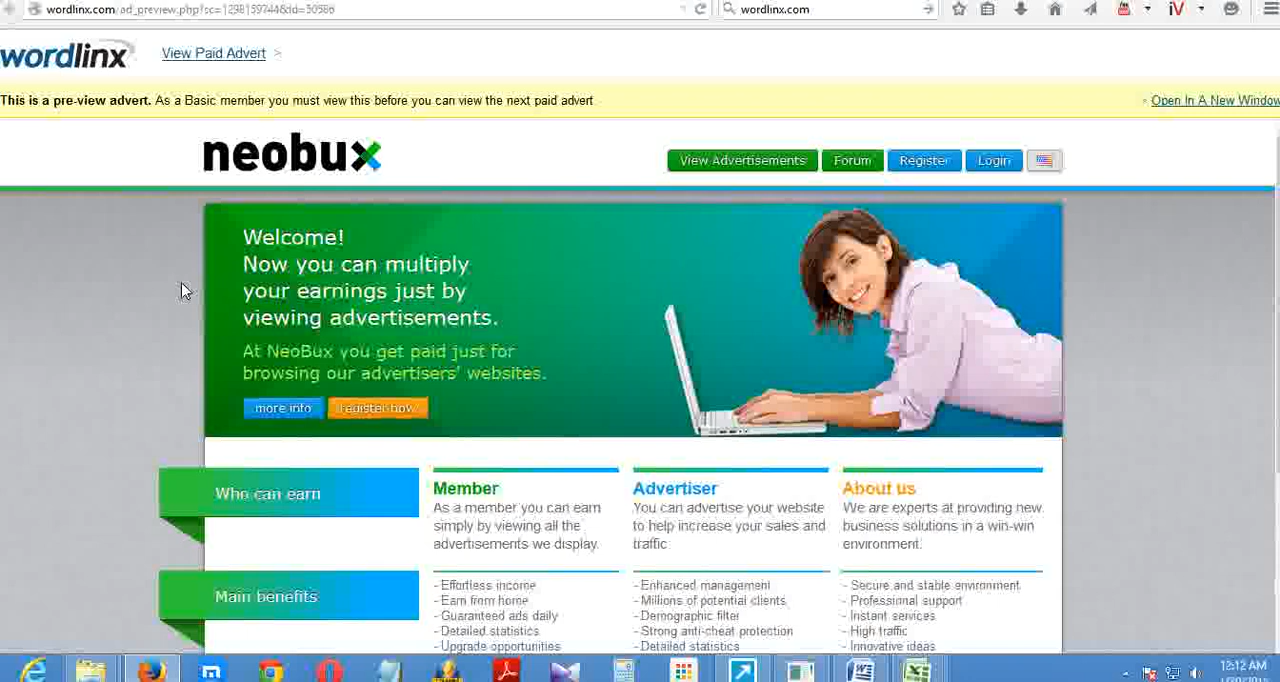 wordlinx.com/ad_preview.php?sc=1298159744&dd=50586
wordlinx.com
wordlinx
View Paid Advert >
This is a pre-view advert. As a Basic member you must view this before you can view the next paid advert
Open In A New Window
neobux
View Advertisements
Forum
Register
Login
Welcome!
Now you can multiply
your earnings just by
viewing advertisements.
At NeoBux you get paid just for
browsing our advertisers' websites.
more info
register now
Who can earn
Member
As a member you can earn
simply by viewing all the
advertisements we display.
Advertiser
You can advertise your website
to help increase your sales and
traffic.
About us
We are experts at providing new
business solutions in a win-win
environment.
Main benefits
- Effortless income
- Earn from home
- Guaranteed ads daily
- Detailed statistics
- Upgrade opportunities
- Enhanced management
- Millions of potential clients
- Demographic filter
- Strong anti-cheat protection
- Detailed statistics
- Secure and stable environment
- Professional support
- Instant services
- High traffic
- Innovative ideas
12:12 AM